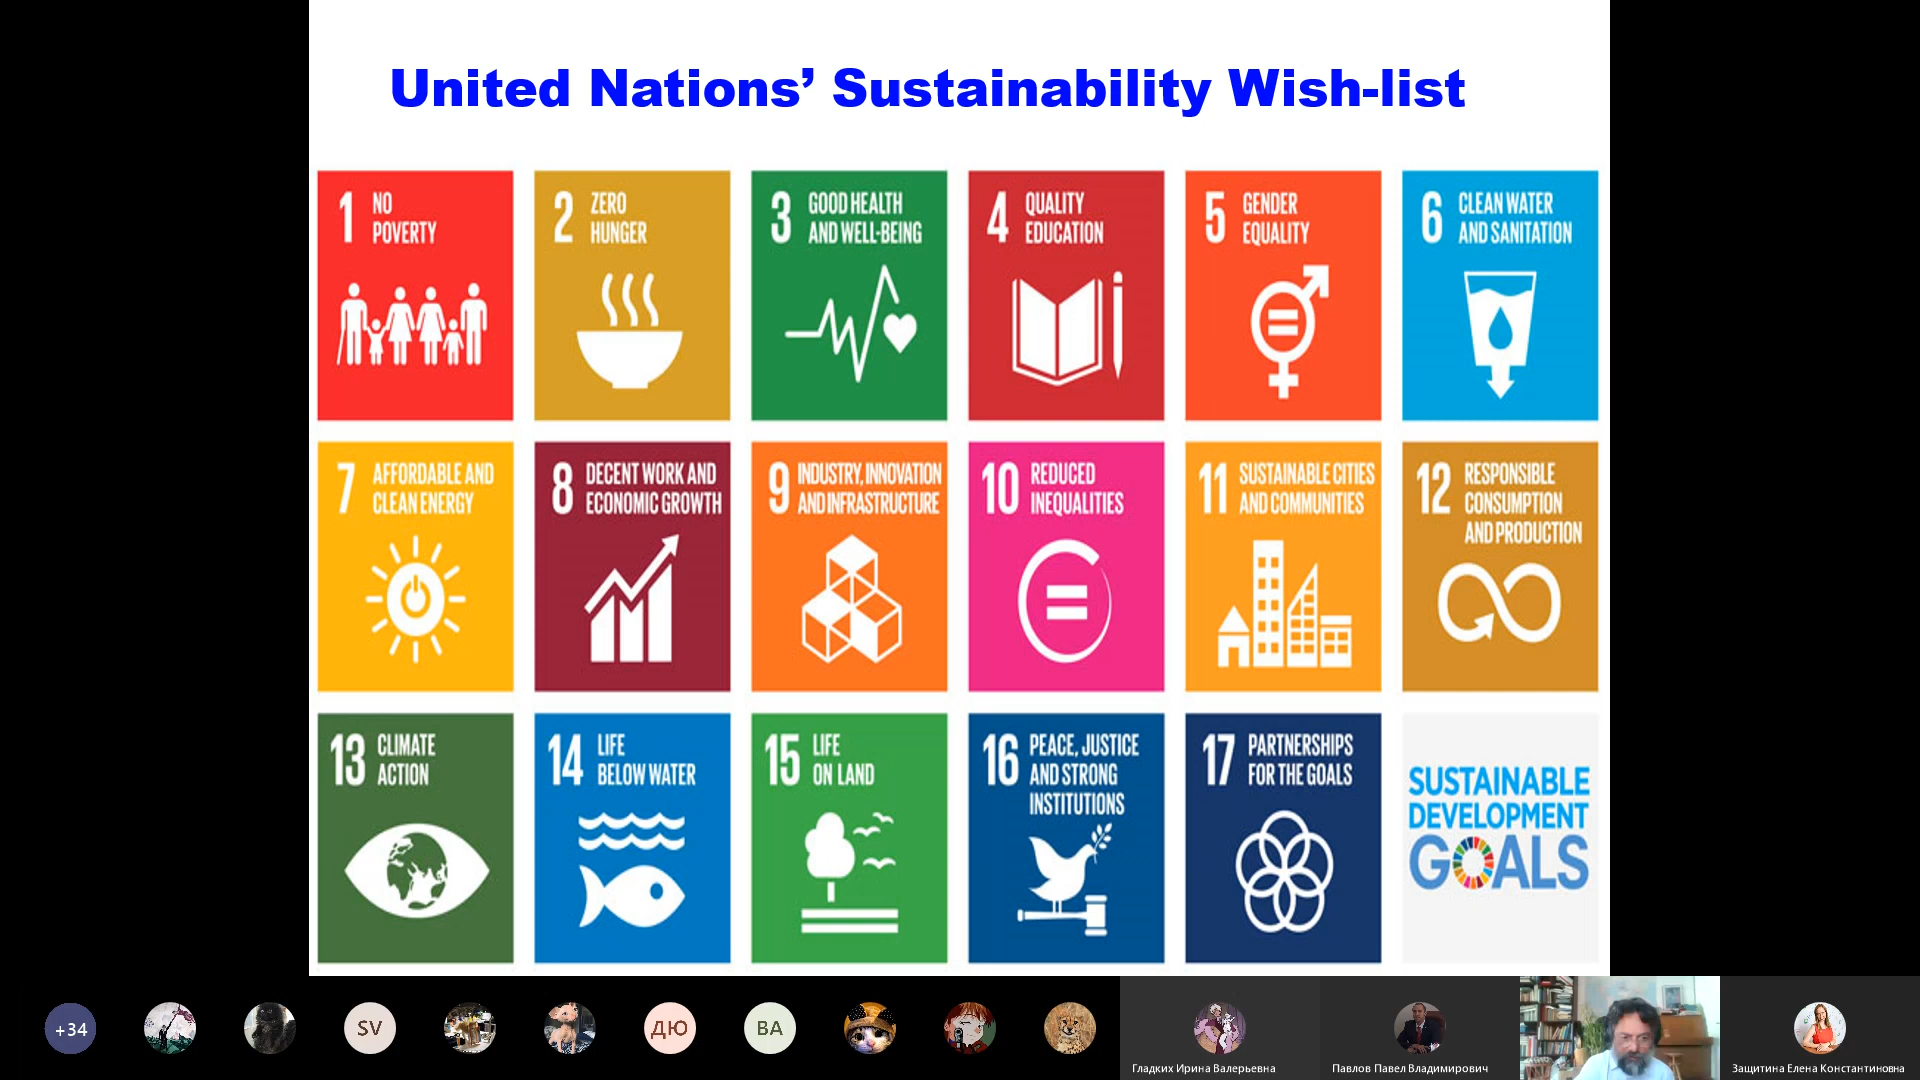 United Nations’ Sustainability Wish-list
1 NO
POVERTY
2 ZERO
HUNGER
3 GOOD HEALTH
AND WELL-BEING
4 QUALITY
EDUCATION
5 GENDER
EQUALITY
6 CLEAN WATER
AND SANITATION
7 AFFORDABLE AND
CLEAN ENERGY
8 DECENT WORK AND
ECONOMIC GROWTH
9 INDUSTRY, INNOVATION
AND INFRASTRUCTURE
10 REDUCED
INEQUALITIES
11 SUSTAINABLE CITIES
AND COMMUNITIES
12 RESPONSIBLE
CONSUMPTION
AND PRODUCTION
13 CLIMATE
ACTION
14 LIFE
BELOW WATER
15 LIFE
ON LAND
16 PEACE, JUSTICE
AND STRONG
INSTITUTIONS
17 PARTNERSHIPS
FOR THE GOALS
SUSTAINABLE
DEVELOPMENT
GOALS
+34
SV
ДЮ
ВА
Гладких Ирина Валерьевна
Павлов Павел Владимирович
Защитина Елена Константиновна